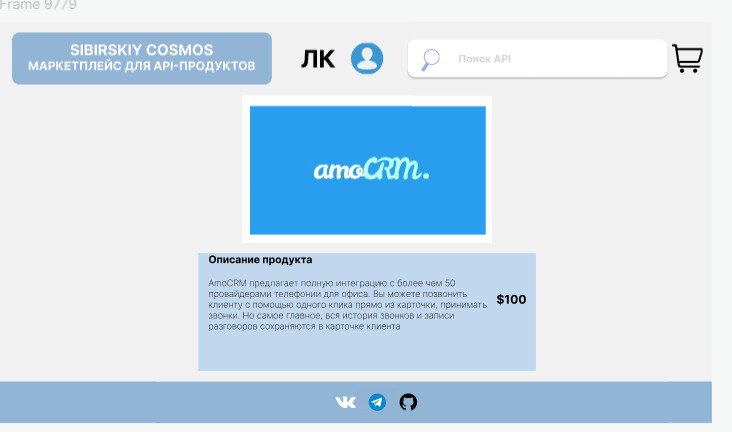 Frame 9779
SIBIRSKIY COSMOS
МАРКЕТПЛЕЙС ДЛЯ API-ПРОДУКТОВ
ЛК
Поиск API
amoCRM.
Описание продукта
AmoCRM предлагает полную интеграцию с более чем 50
провайдерами телефонии для офиса. Вы можете позвонить
клиенту с помощью одного клика прямо из карточки, принимать
звонки. Но самое главное, вся история звонков и записи
разговоров сохраняются в карточке клиента
$100